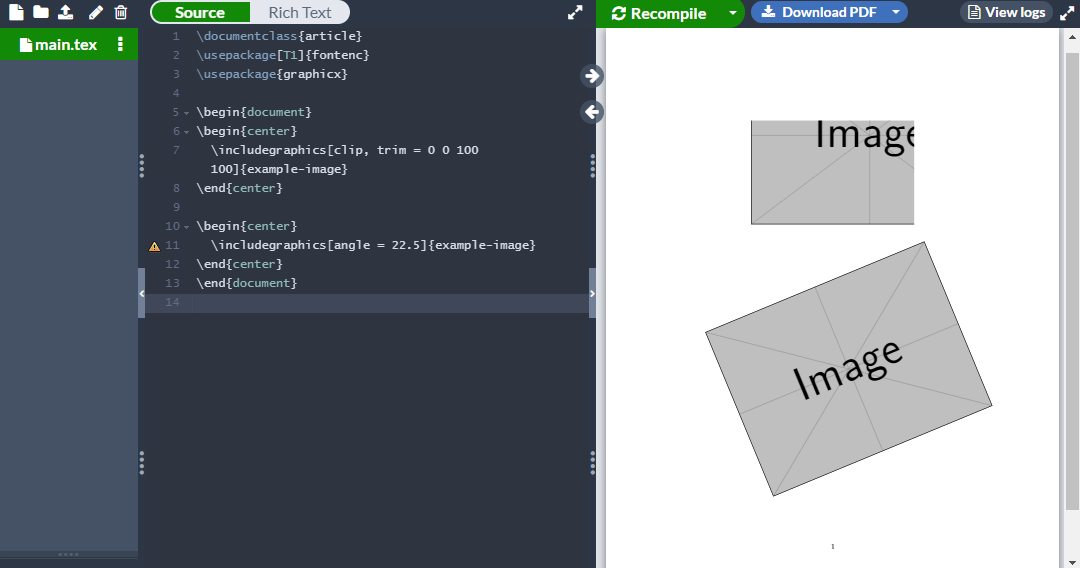 Source Rich Text Recompile Download PDF View logs
main.tex
1 \documentclass{article}
2 \usepackage[T1]{fontenc}
3 \usepackage{graphicx}
4
5 \begin{document}
6 \begin{center}
7 \includegraphics[clip, trim = 0 0 100
100]{example-image}
8 \end{center}
9
10 \begin{center}
11 \includegraphics[angle = 22.5]{example-image}
12 \end{center}
13 \end{document}
14
Image
Image
1